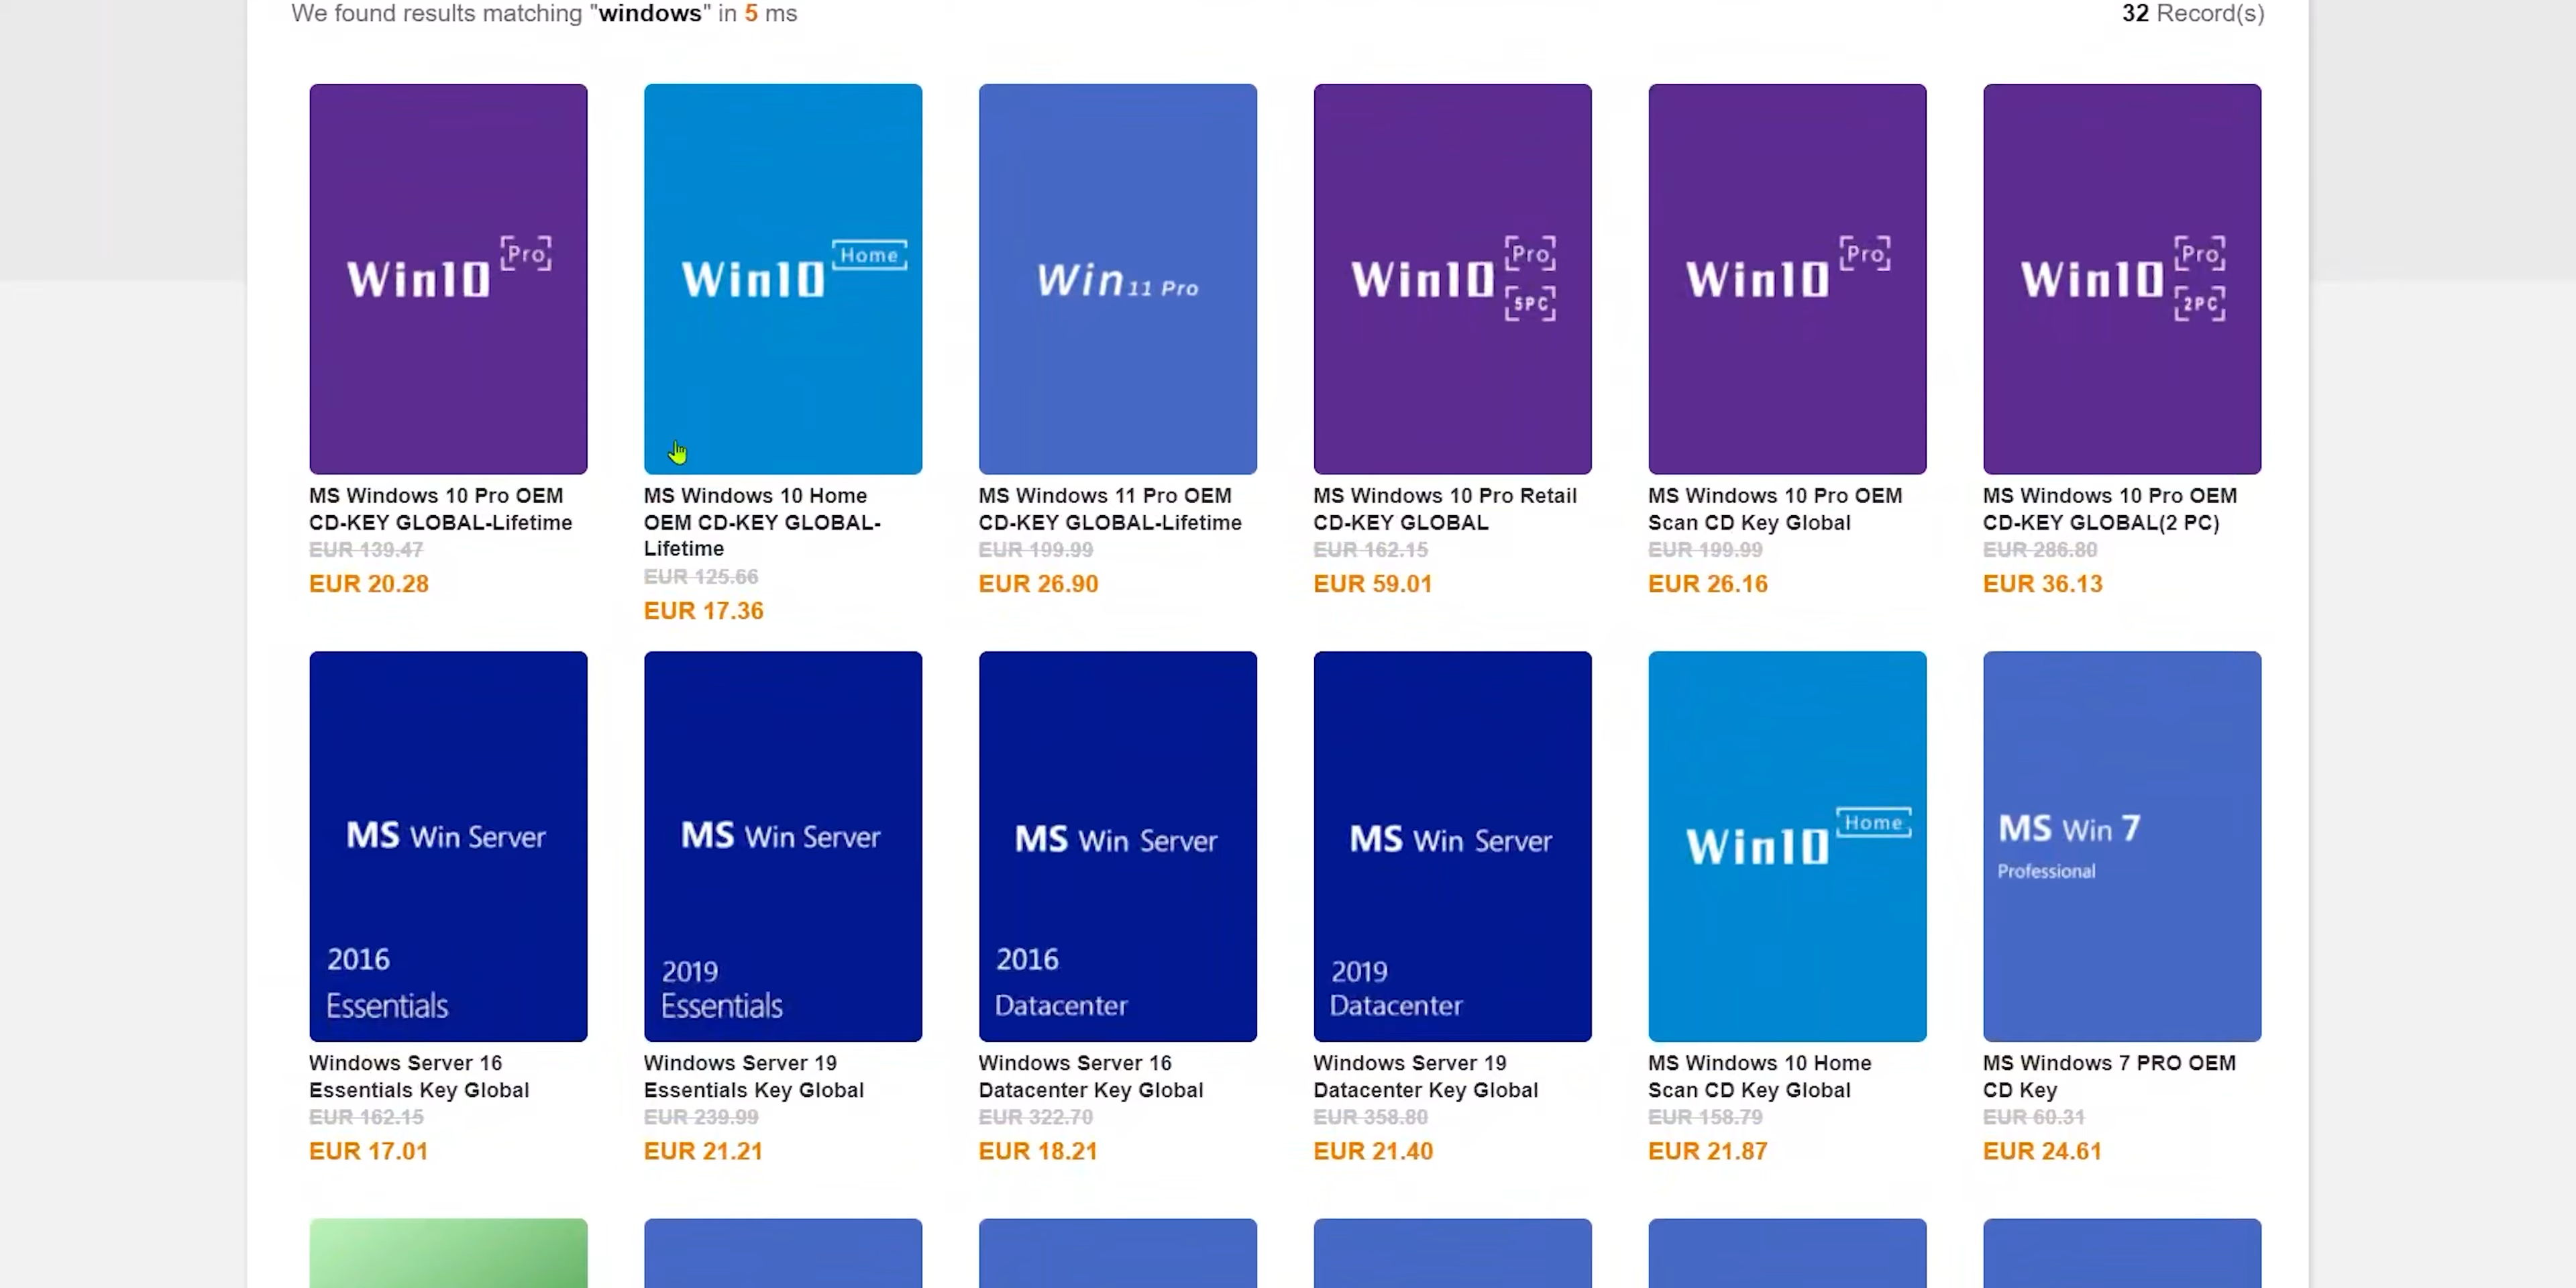 We found results matching "windows" in 5 ms
32 Record(s)
Win10 Pro
Win10 Home
Win 11 Pro
Win10 Pro 5PC
Win10 Pro
Win10 Pro 2PC
MS Windows 10 Pro OEM
CD-KEY GLOBAL-Lifetime
EUR 139.47
EUR 20.28
MS Windows 10 Home
OEM CD-KEY GLOBAL-
Lifetime
EUR 125.66
EUR 17.36
MS Windows 11 Pro OEM
CD-KEY GLOBAL-Lifetime
EUR 199.99
EUR 26.90
MS Windows 10 Pro Retail
CD-KEY GLOBAL
EUR 162.15
EUR 59.01
MS Windows 10 Pro OEM
Scan CD Key Global
EUR 199.99
EUR 26.16
MS Windows 10 Pro OEM
CD-KEY GLOBAL(2 PC)
EUR 286.80
EUR 36.13
MS Win Server
2016
Essentials
MS Win Server
2019
Essentials
MS Win Server
2016
Datacenter
MS Win Server
2019
Datacenter
Win10 Home
MS Win 7
Professional
Windows Server 16
Essentials Key Global
EUR 162.15
EUR 17.01
Windows Server 19
Essentials Key Global
EUR 239.99
EUR 21.21
Windows Server 16
Datacenter Key Global
EUR 322.70
EUR 18.21
Windows Server 19
Datacenter Key Global
EUR 358.80
EUR 21.40
MS Windows 10 Home
Scan CD Key Global
EUR 158.79
EUR 21.87
MS Windows 7 PRO OEM
CD Key
EUR 60.31
EUR 24.61